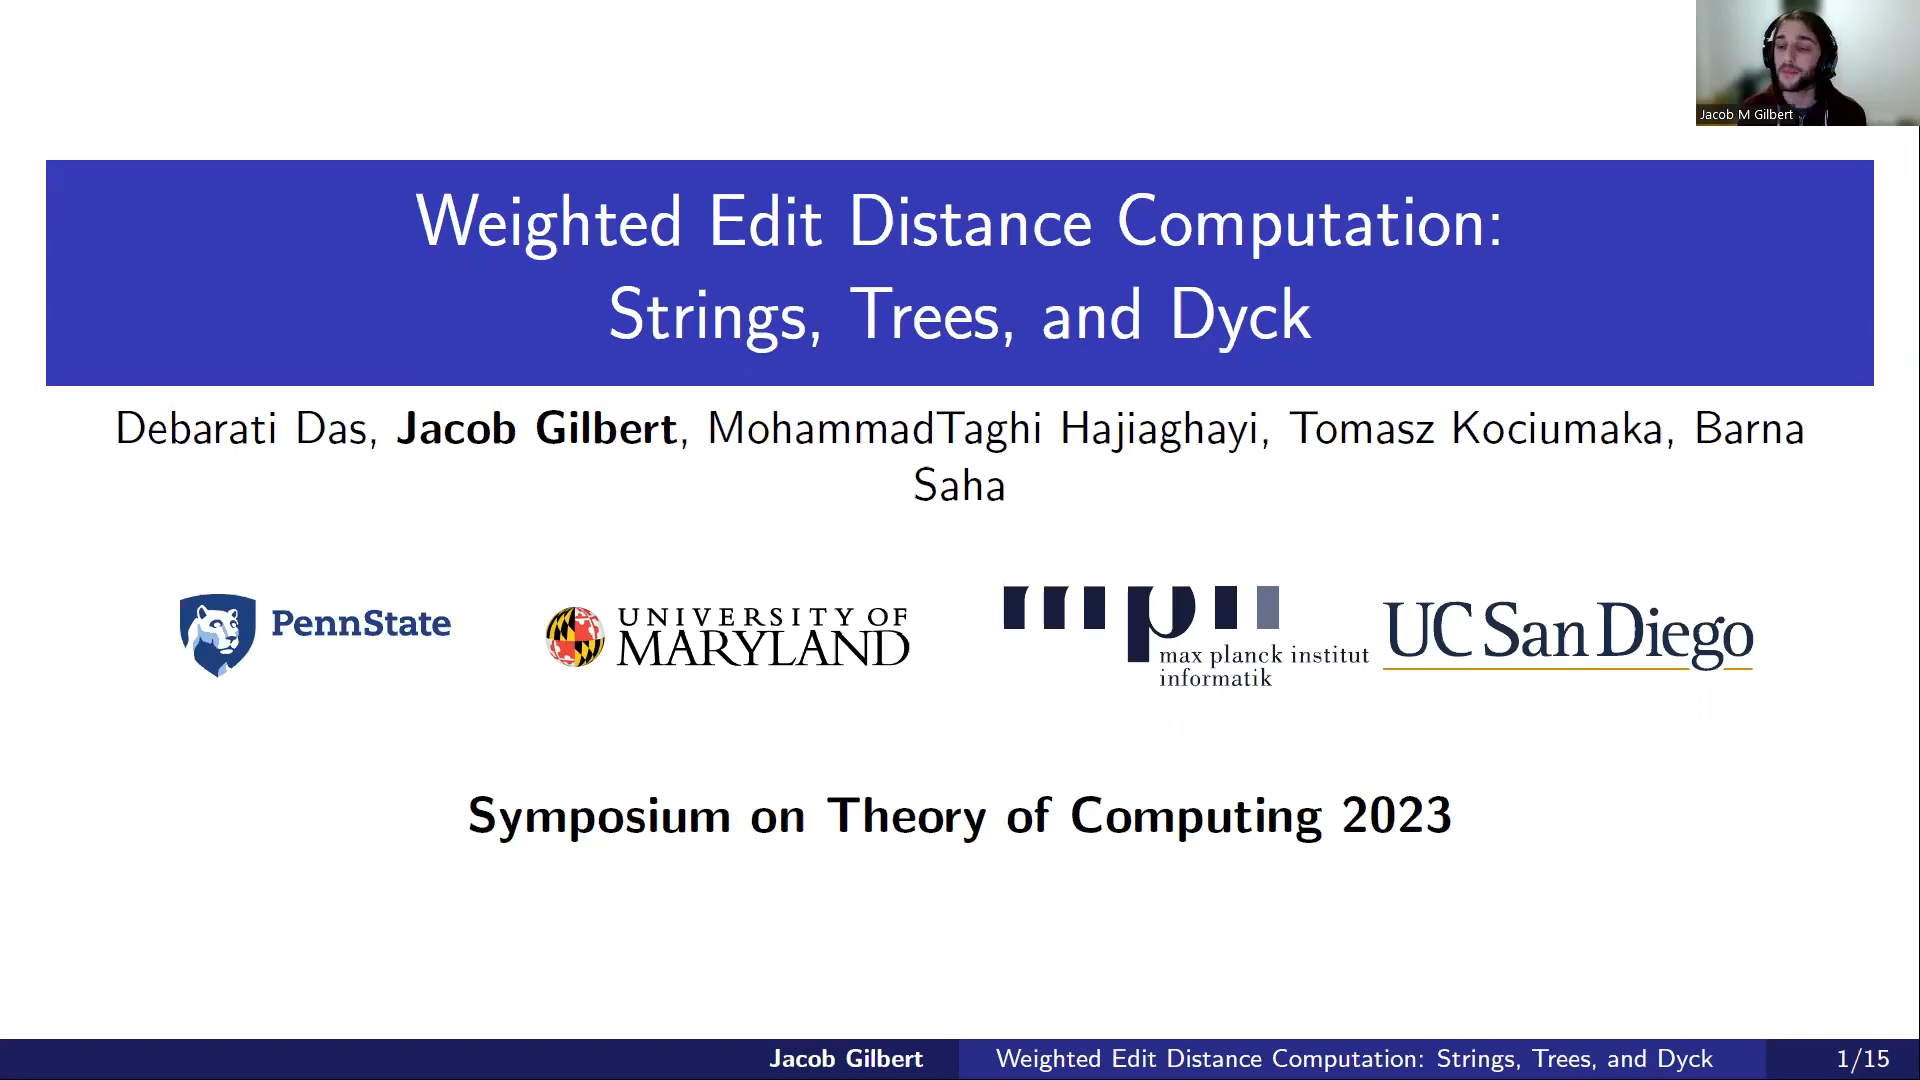 Jacob M Gilbert
Weighted Edit Distance Computation:
Strings, Trees, and Dyck
Debarati Das, Jacob Gilbert, MohammadTaghi Hajiaghayi, Tomasz Kociumaka, Barna
Saha
PennState
UNIVERSITY OF
MARYLAND
mpii
max planck institut
informatik
UC San Diego
Symposium on Theory of Computing 2023
Jacob Gilbert
Weighted Edit Distance Computation: Strings, Trees, and Dyck
1/15